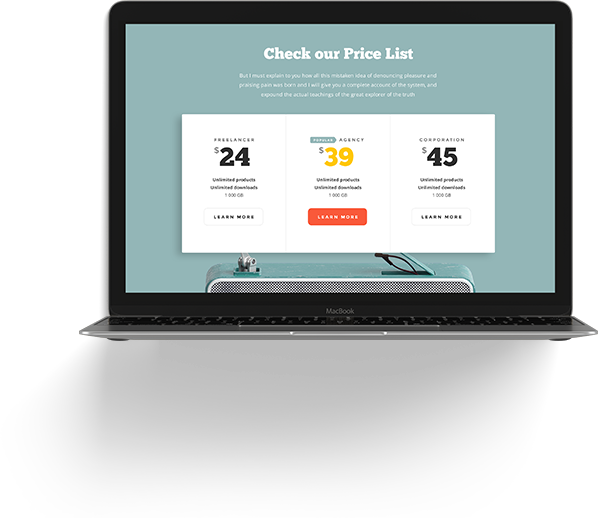 Check our Price List
But I must explain to you how all this mistaken idea of denouncing pleasure and
praising pain was born and I will give you a complete account of the system, and
expound the actual teachings of the great explorer of the truth
FREELANCER
$24
Unlimited products
Unlimited downloads
1 000 GB
LEARN MORE
POPULAR AGENCY
$39
Unlimited products
Unlimited downloads
1 000 GB
LEARN MORE
CORPORATION
$45
Unlimited products
Unlimited downloads
1 000 GB
LEARN MORE
MacBook